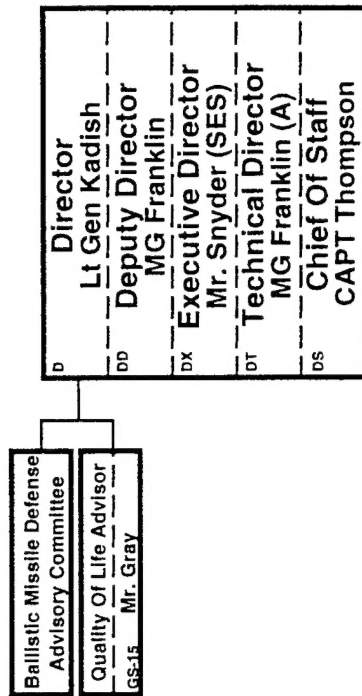 Ballistic Missile Defense
Advisory Committee
Quality Of Life Advisor
GS-15 Mr. Gray
D
Director
Lt Gen Kadish
DD
Deputy Director
MG Franklin
DX
Executive Director
Mr. Snyder (SES)
DT
Technical Director
MG Franklin (A)
DS
Chief Of Staff
CAPT Thompson